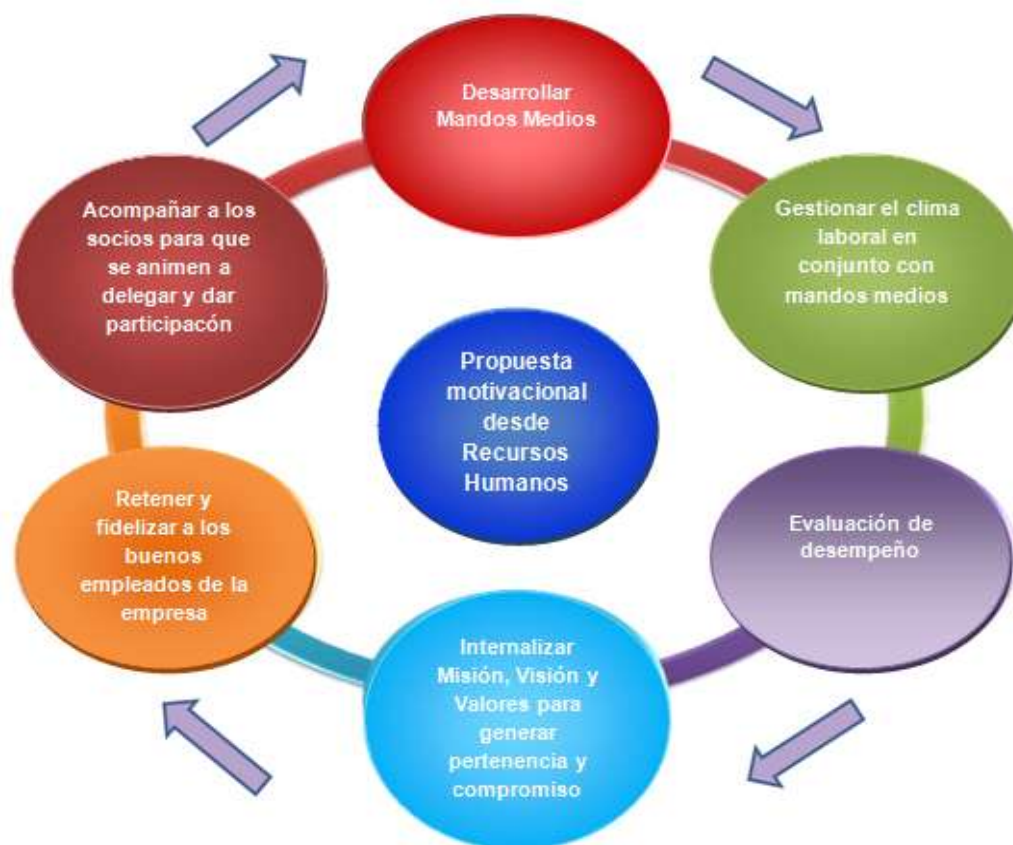 Desarrollar
Mandos Medios
Gestionar el clima
laboral en
conjunto con
mandos medios
Evaluación de
desempeño
Internalizar
Misión, Visión y
Valores para
generar
pertenencia y
compromiso
Retener y
fidelizar a los
buenos
empleados de la
empresa
Acompañar a los
socios para que
se animen a
delegar y dar
participacón
Propuesta
motivacional
desde
Recursos
Humanos